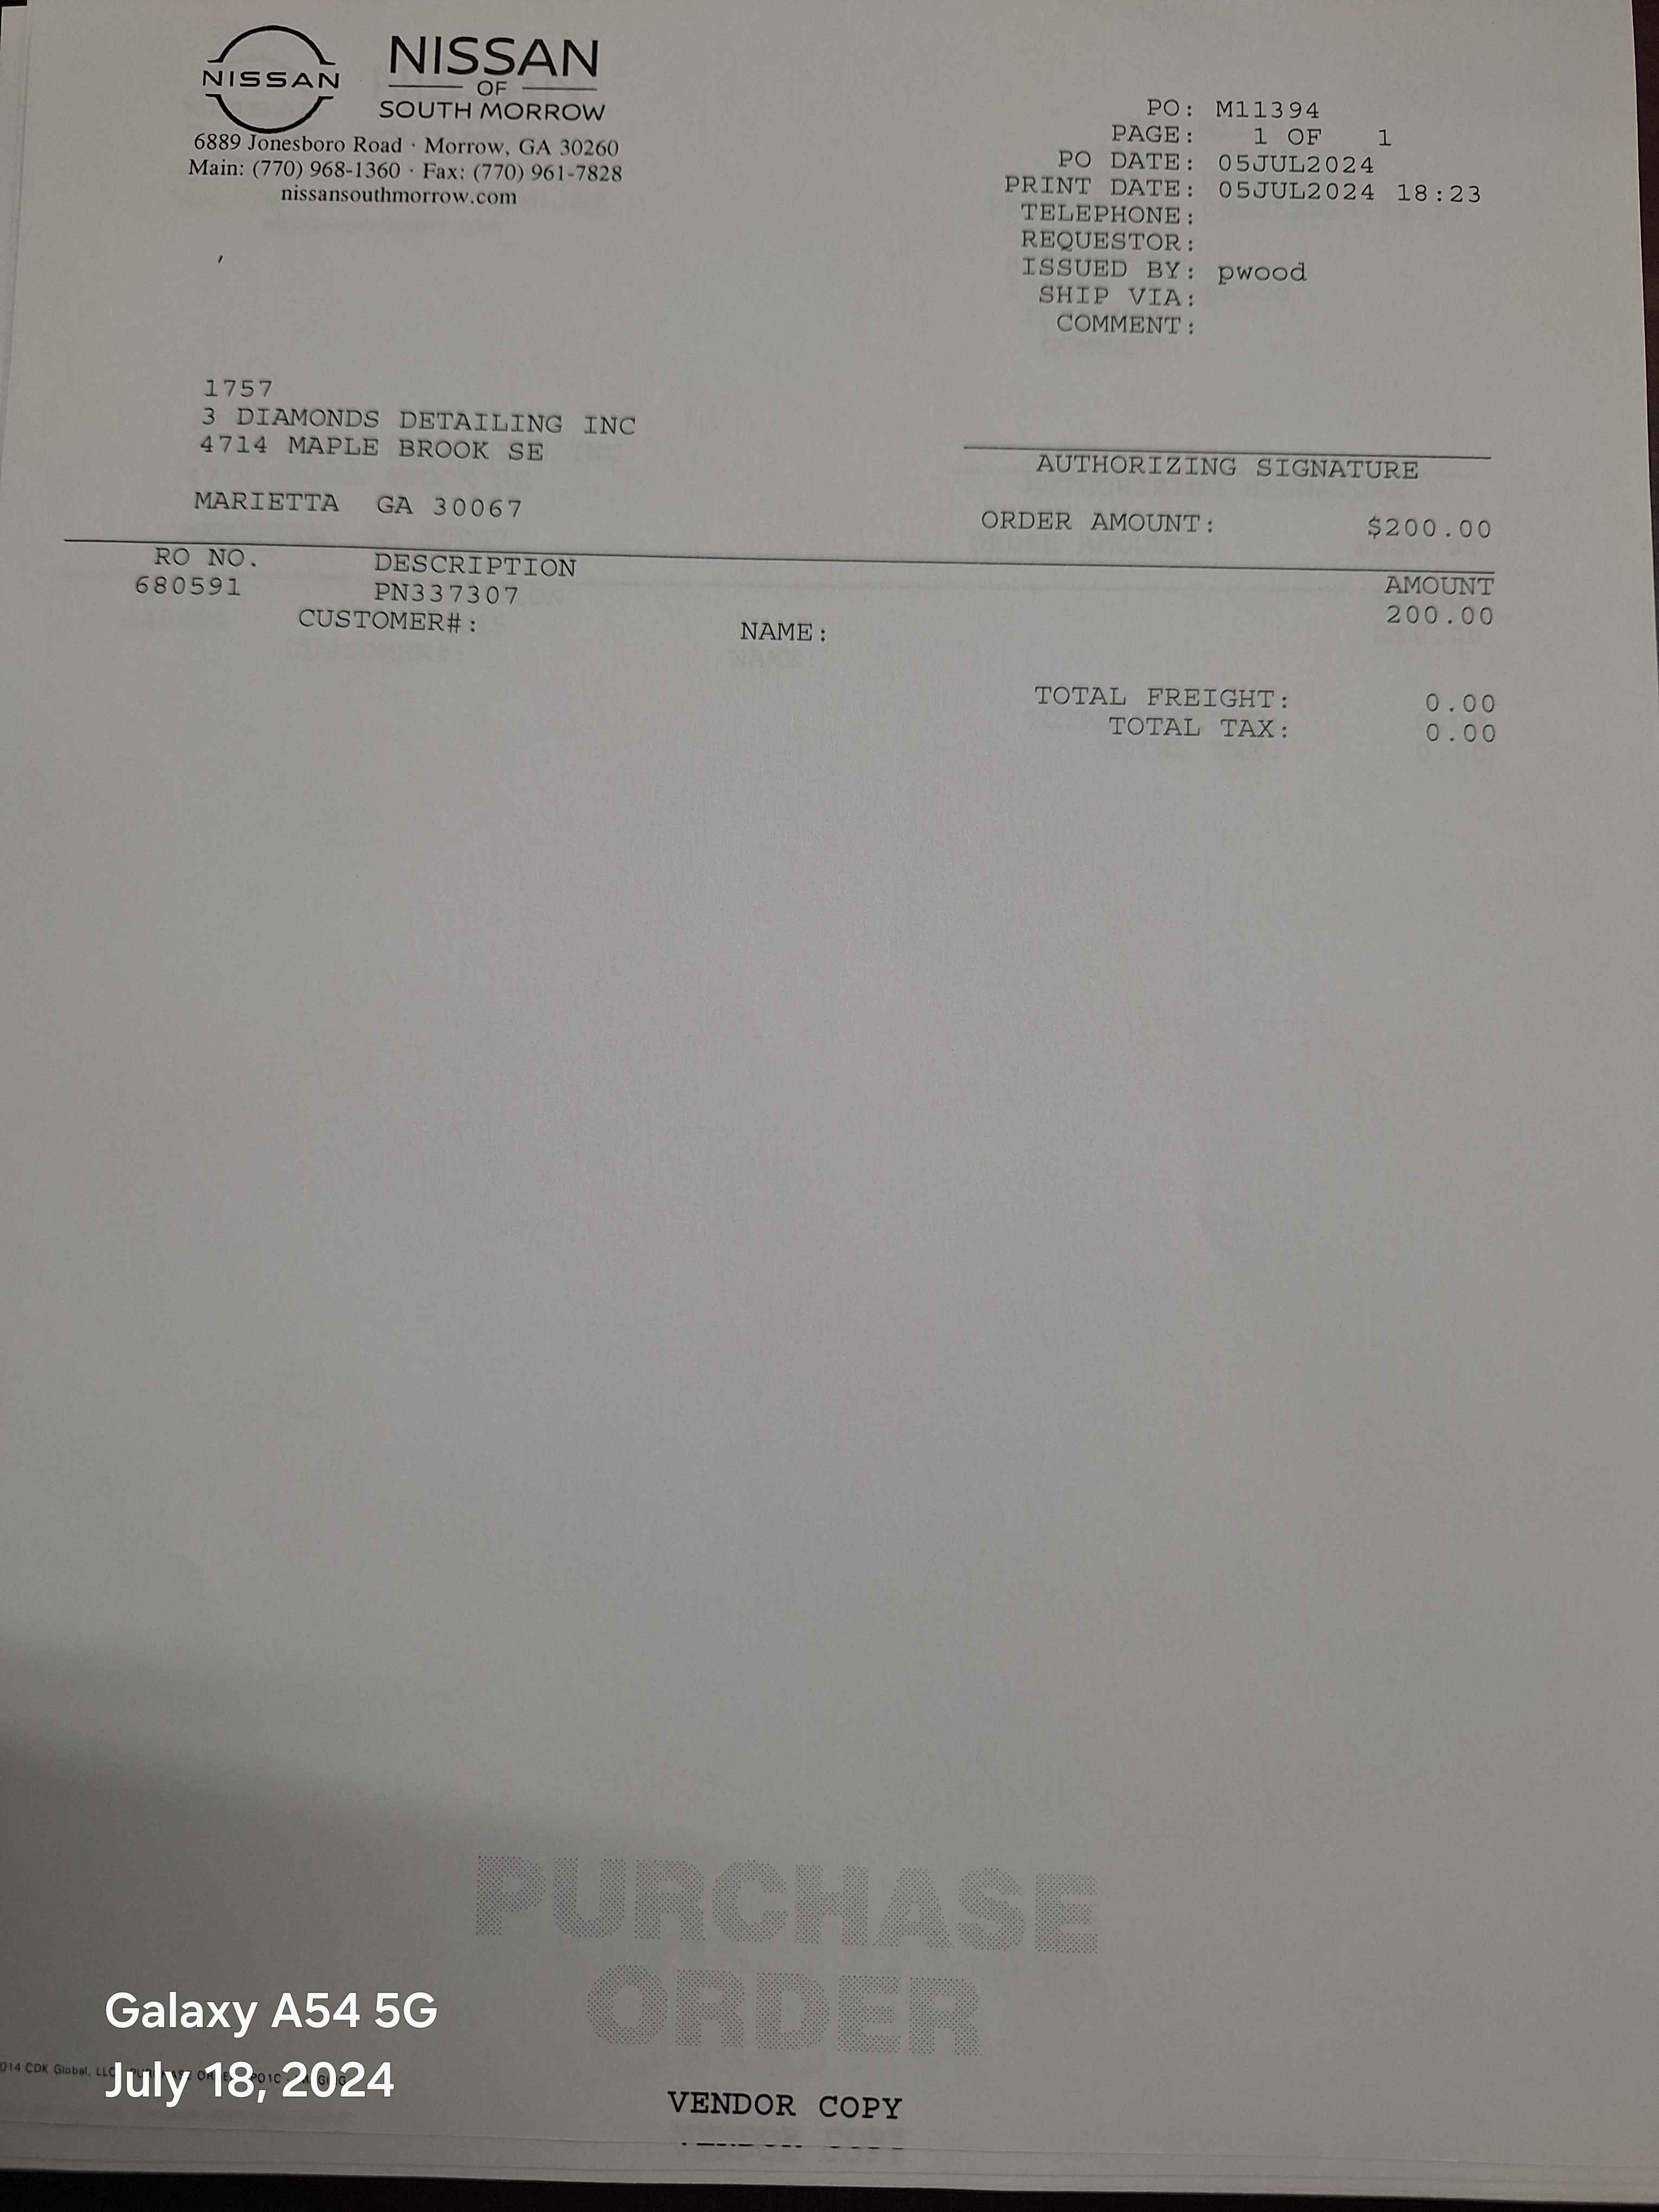 NISSAN
NISSAN
OF
SOUTH MORROW
6889 Jonesboro Road · Morrow, GA 30260
Main: (770) 968-1360 · Fax: (770) 961-7828
nissansouthmorrow.com
PO: M11394
PAGE: 1 OF 1
PO DATE: 05JUL2024
PRINT DATE: 05JUL2024 18:23
TELEPHONE:
REQUESTOR:
ISSUED BY: pwood
SHIP VIA:
COMMENT:
1757
3 DIAMONDS DETAILING INC
4714 MAPLE BROOK SE
MARIETTA GA 30067
AUTHORIZING SIGNATURE
ORDER AMOUNT: $200.00
RO NO. DESCRIPTION AMOUNT
680591 PN337307 200.00
CUSTOMER#: NAME:
TOTAL FREIGHT: 0.00
TOTAL TAX: 0.00
PURCHASE
ORDER
Galaxy A54 5G
014 CDK Global, LLC
July 18, 2024
VENDOR COPY